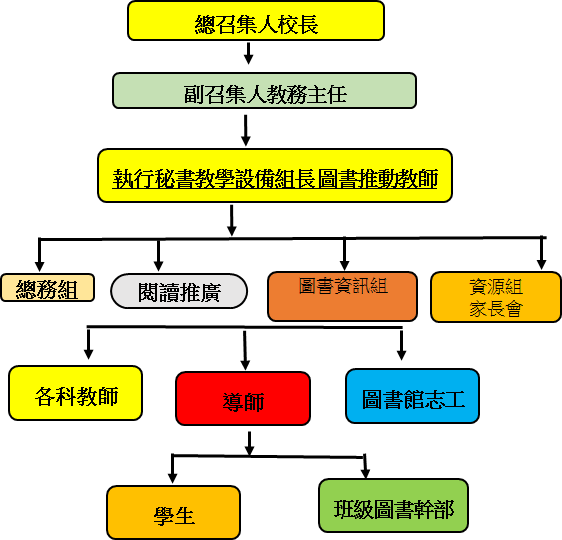 總召集人校長
副召集人教務主任
執行秘書教學設備組長圖書推動教師
總務組
閱讀推廣
圖書資訊組
資源組
家長會
各科教師
導師
圖書館志工
學生
班級圖書幹部